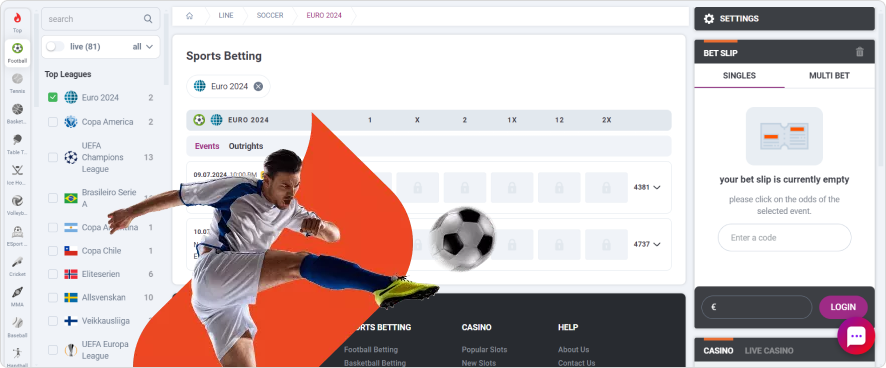 Top
Football
Tennis
Basket...
Table T...
Ice Ho...
Volleyb...
ESport ...
Cricket
MMA
Baseball
Handball
search
live (81)
all
Top Leagues
Euro 2024 2
Copa America 2
UEFA
Champions
League
13
Brasileiro Serie
A
Copa 1
Copa Chile 1
Eliteserien 6
Allsvenskan 10
Veikkausliiga
UEFA Europa
League
LINE
SOCCER
EURO 2024
Sports Betting
Euro 2024
EURO 2024 1 X 2 1X 12 2X
Events Outrights
09.07.2024 10:00 PM
4381
10.07
4737
SPORTS BETTING
Football Betting
Basketball Betting
CASINO
Popular Slots
New Slots
HELP
About Us
Contact Us
SETTINGS
BET SLIP
SINGLES MULTI BET
your bet slip is currently empty
please click on the odds of the
selected event.
Enter a code
€
LOGIN
CASINO LIVE CASINO